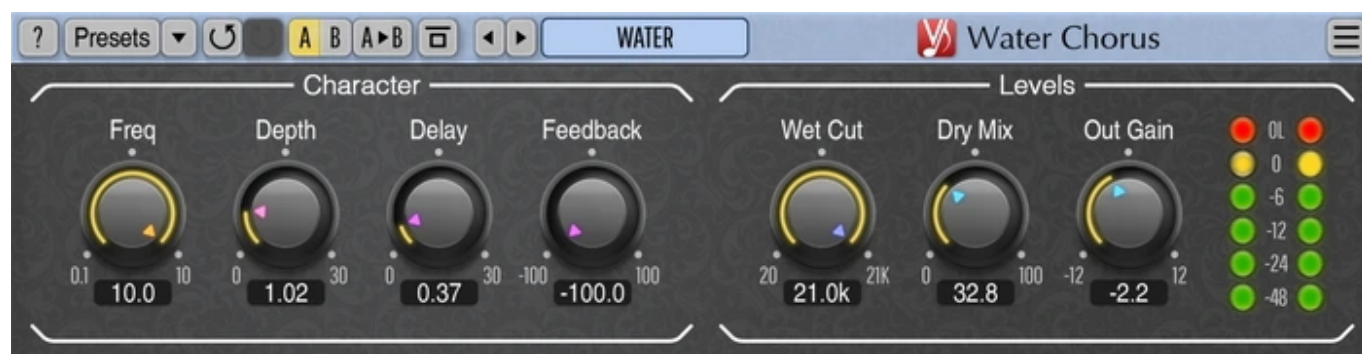 ? Presets A B A▸B WATER Water Chorus
Character Levels
Freq Depth Delay Feedback Wet Cut Dry Mix Out Gain
OL
0
-6
-12
-24
-48
0.1 10 0 30 0 30 -100 100 20 21K 0 100 -12 12
10.0 1.02 0.37 -100.0 21.0k 32.8 -2.2